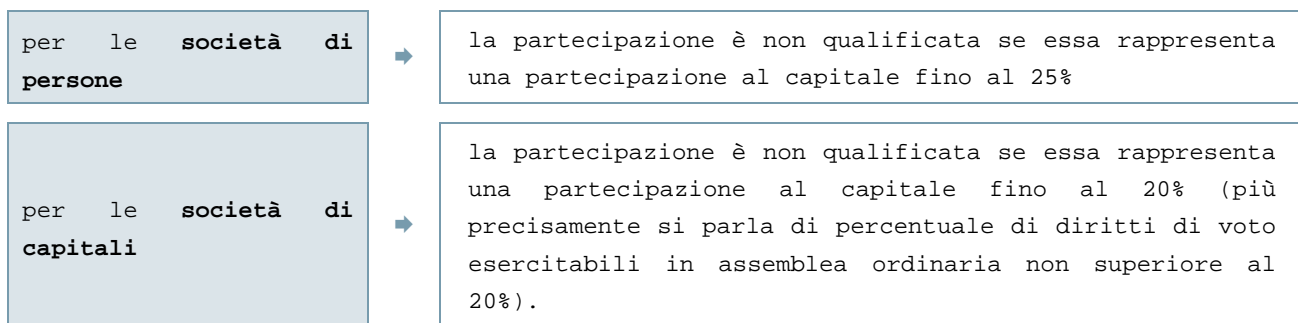 per le società di
persone
la partecipazione è non qualificata se essa rappresenta
una partecipazione al capitale fino al 25%
per le società di
capitali
la partecipazione è non qualificata se essa rappresenta
una partecipazione al capitale fino al 20% (più
precisamente si parla di percentuale di diritti di voto
esercitabili in assemblea ordinaria non superiore al
20%).